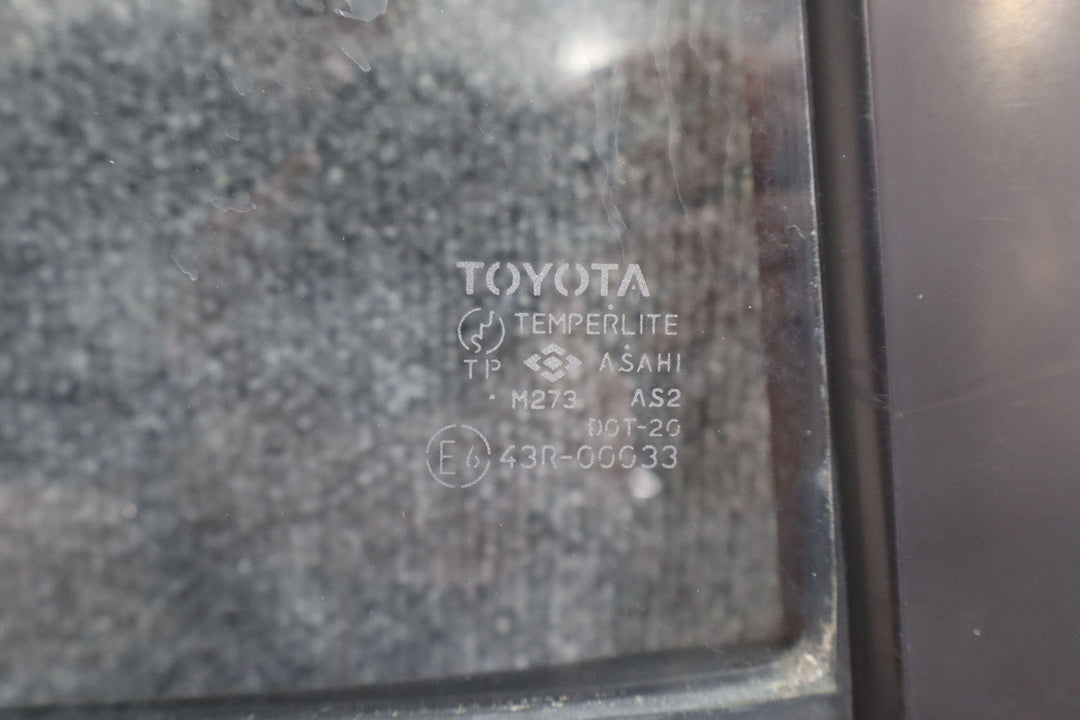 TOYOTA
TEMPERLITE
TP ASAHI
M273 AS2
DOT-20
E6 43R-00033